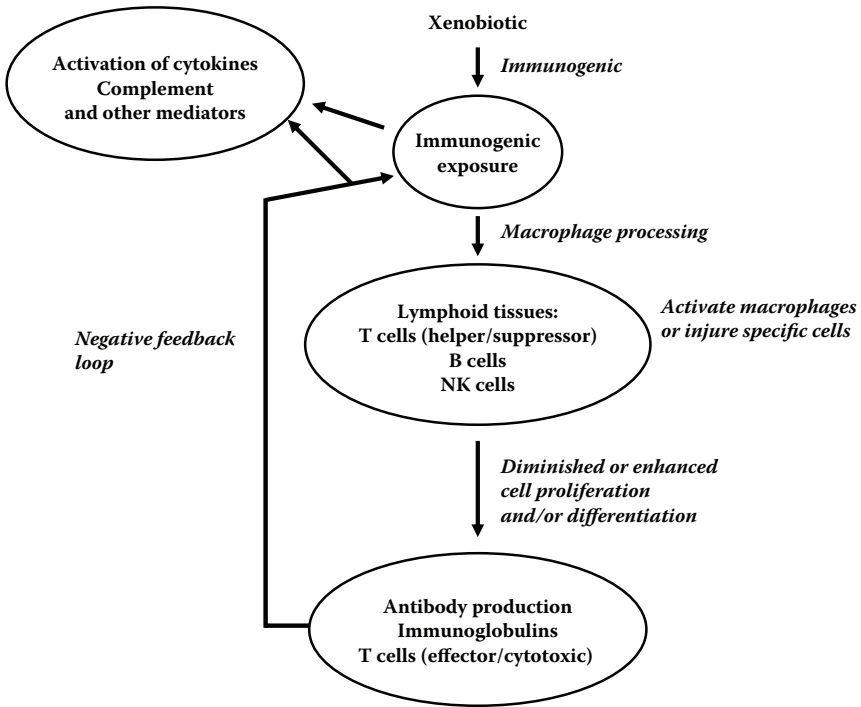 Xenobiotic
Immunogenic
Activation of cytokines
Complement
and other mediators
Immunogenic
exposure
Macrophage processing
Lymphoid tissues:
T cells (helper/suppressor)
B cells
NK cells
Activate macrophages
or injure specific cells
Negative feedback
loop
Diminished or enhanced
cell proliferation
and/or differentiation
Antibody production
Immunoglobulins
T cells (effector/cytotoxic)